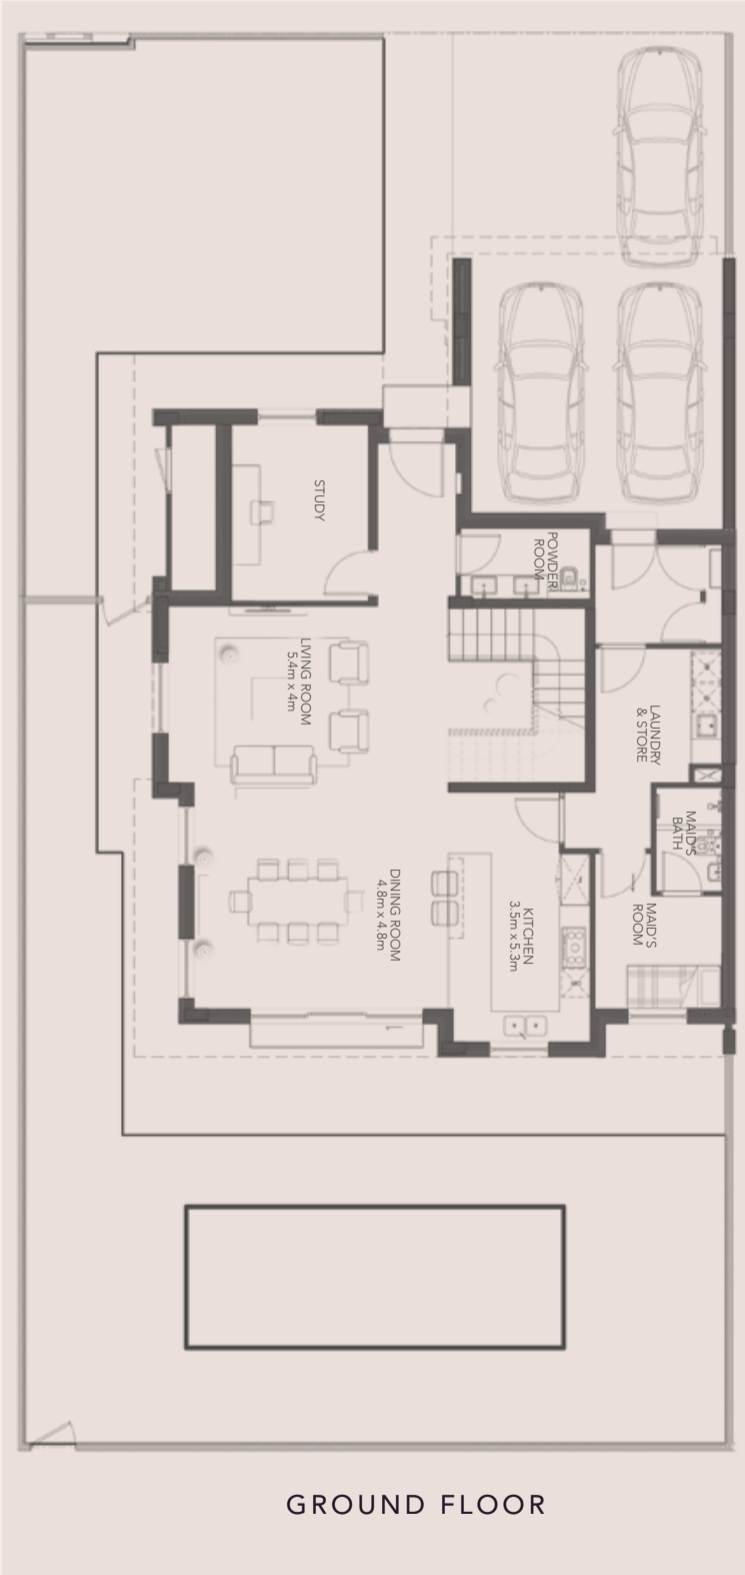 STUDY
POWDER
ROOM
LIVING ROOM
5.4m x 4m
LAUNDRY
& STORE
MAID'S
BATH
DINING ROOM
4.8m x 4.8m
KITCHEN
3.5m x 5.3m
MAID'S
ROOM
GROUND FLOOR